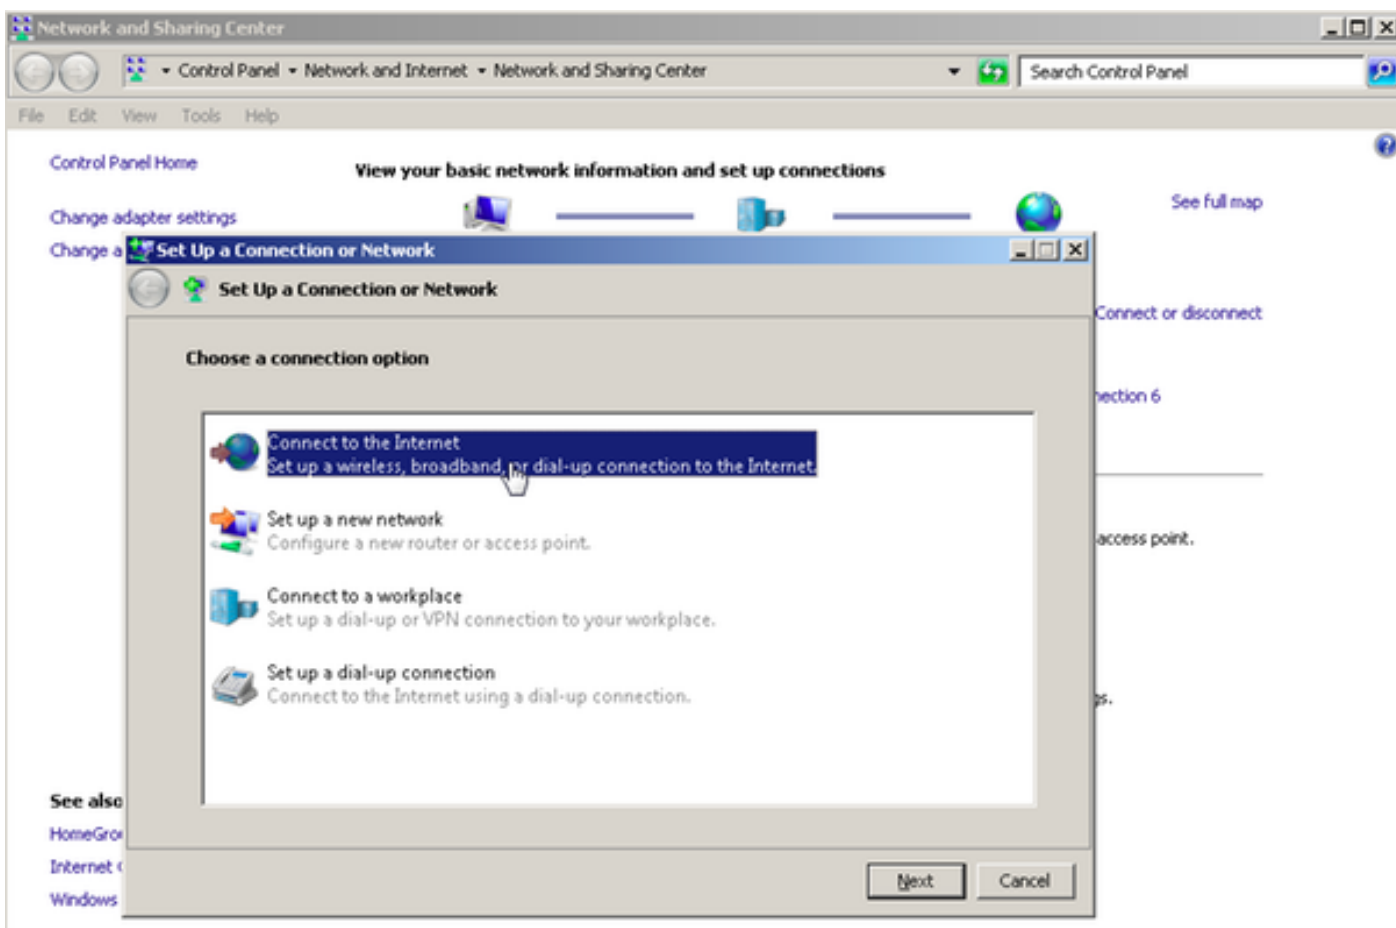 Network and Sharing Center
Control Panel Network and Internet Network and Sharing Center
Search Control Panel
File Edit View Tools Help
Control Panel Home
View your basic network information and set up connections
See full map
Change adapter settings
Change a
Set Up a Connection or Network
Set Up a Connection or Network
Connect or disconnect
Choose a connection option
nection 6
Connect to the Internet
Set up a wireless, broadband, or dial-up connection to the Internet.
Set up a new network
Configure a new router or access point.
access point.
Connect to a workplace
Set up a dial-up or VPN connection to your workplace.
Set up a dial-up connection
Connect to the Internet using a dial-up connection.
gs.
See also
HomeGro
Internet
Windows
Next Cancel